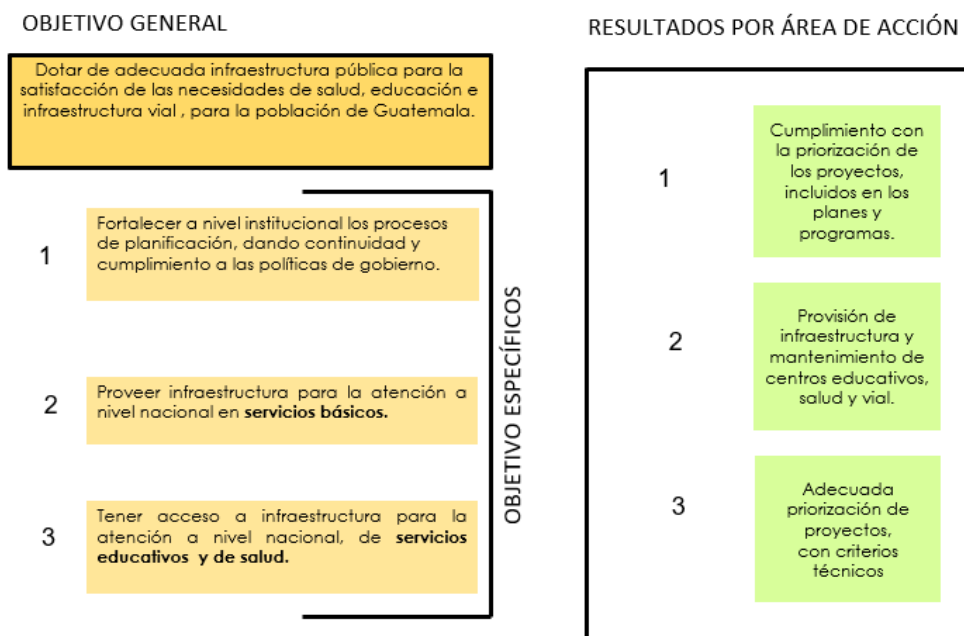 OBJETIVO GENERAL
Dotar de adecuada infraestructura pública para la
satisfacción de las necesidades de salud, educación e
infraestructura vial , para la población de Guatemala.
1
Fortalecer a nivel institucional los procesos
de planificación, dando continuidad y
cumplimiento a las políticas de gobierno.
2
Proveer infraestructura para la atención a
nivel nacional en servicios básicos.
3
Tener acceso a infraestructura para la
atención a nivel nacional, de servicios
educativos y de salud.
OBJETIVO ESPECÍFICOS
RESULTADOS POR ÁREA DE ACCIÓN
1
Cumplimiento con
la priorización de
los proyectos,
incluidos en los
planes y
programas.
2
Provisión de
infraestructura y
mantenimiento de
centros educativos,
salud y vial.
3
Adecuada
priorización de
proyectos,
con criterios
técnicos